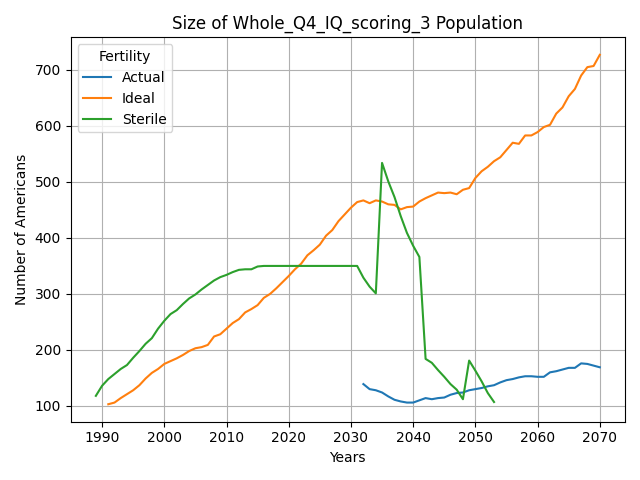 Size of Whole_Q4_IQ_scoring_3 Population
Fertility
Actual
Ideal
Sterile
Number of Americans
700
600
500
400
300
200
100
1990 2000 2010 2020 2030 2040 2050 2060 2070
Years